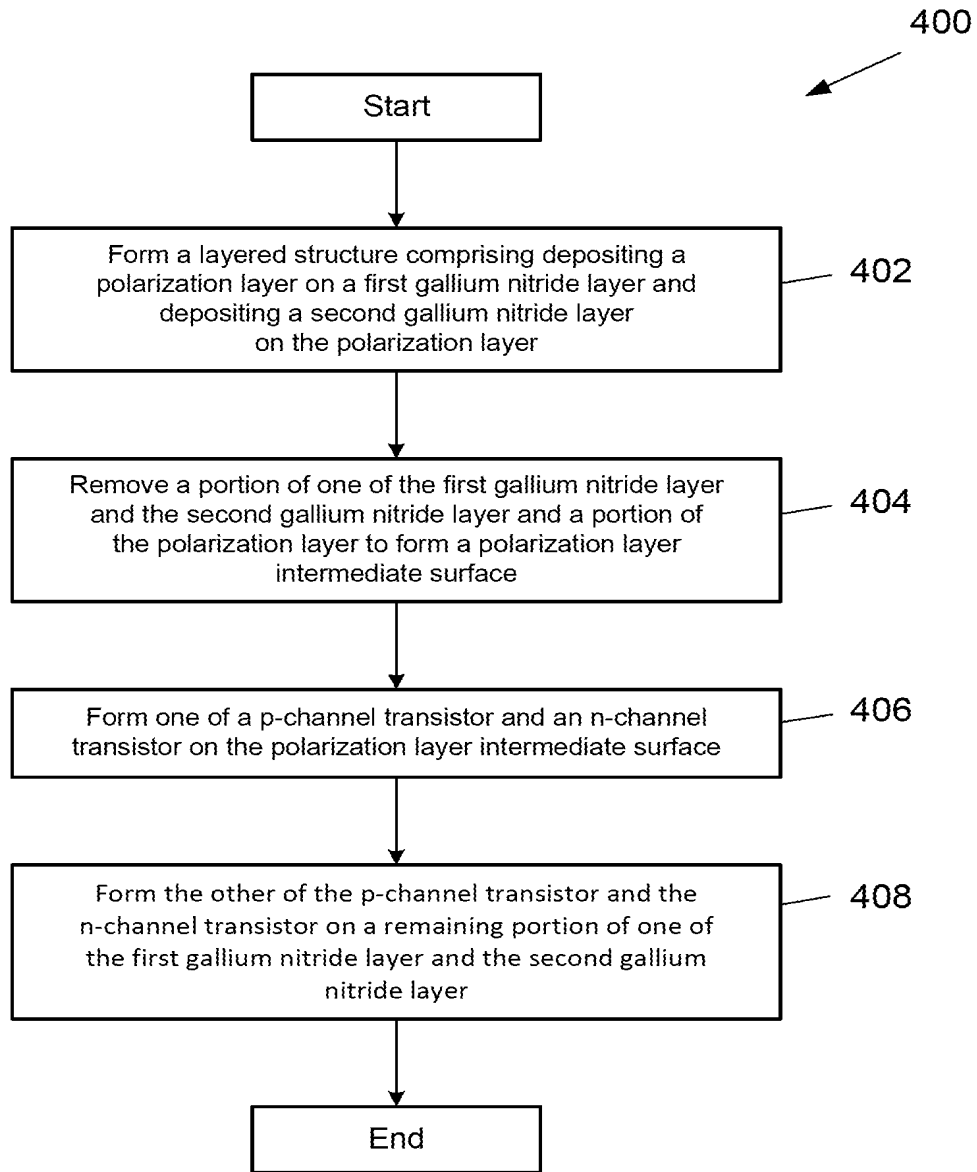 400
Start
Form a layered structure comprising depositing a
polarization layer on a first gallium nitride layer and
depositing a second gallium nitride layer
on the polarization layer
402
Remove a portion of one of the first gallium nitride layer
and the second gallium nitride layer and a portion of
the polarization layer to form a polarization layer
intermediate surface
404
Form one of a p-channel transistor and an n-channel
transistor on the polarization layer intermediate surface
406
Form the other of the p-channel transistor and the
n-channel transistor on a remaining portion of one of
the first gallium nitride layer and the second gallium
nitride layer
408
End